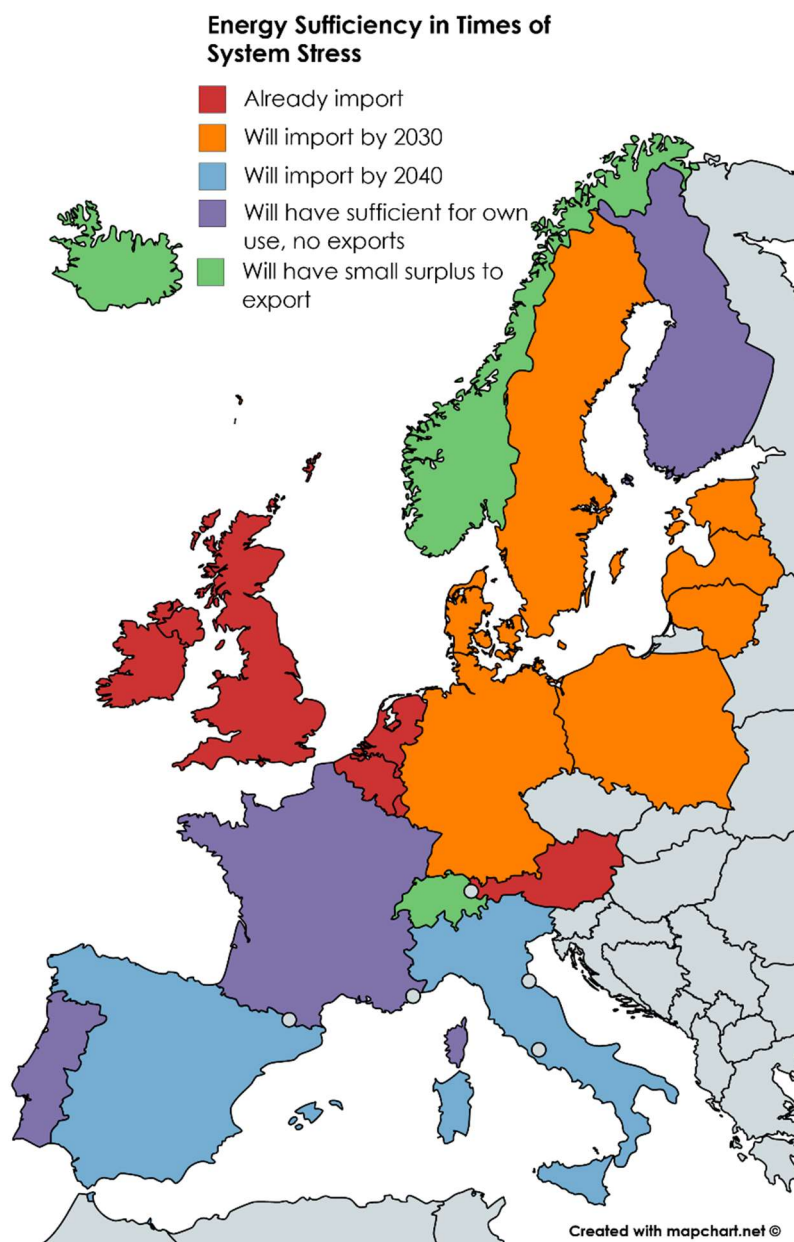 Energy Sufficiency in Times of
System Stress
Already import
Will import by 2030
Will import by 2040
Will have sufficient for own
use, no exports
Will have small surplus to
export
Created with mapchart.net ©